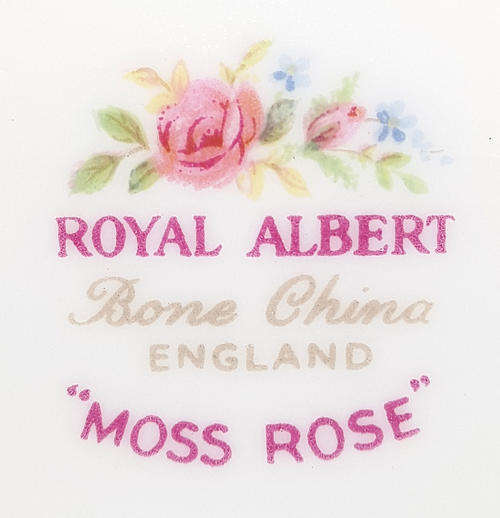 ROYAL ALBERT
Bone China
ENGLAND
"MOSS ROSE"